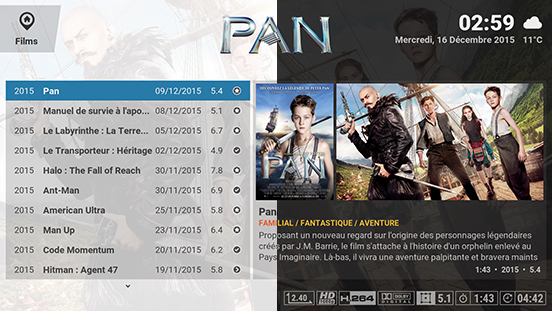 Films
PAN
02:59
Mercredi, 16 Décembre 2015 11°C
2015 Pan 09/12/2015 5.4
2015 Manuel de survie à l'apo... 08/12/2015 5.1
2015 Le Labyrinthe : La Terre... 05/12/2015 6.7
2015 Le Transporteur : Héritage 02/12/2015 4.9
2015 Halo : The Fall of Reach 30/11/2015 7.8
2015 Ant-Man 30/11/2015 6.9
2015 American Ultra 25/11/2015 5.8
2015 Man Up 23/11/2015 6.4
2015 Code Momentum 20/11/2015 6.2
2015 Hitman : Agent 47 19/11/2015 5.8
DÉCOUVREZ LA LÉGENDE DE PETER PAN
PAN
Pan
FAMILIAL / FANTASTIQUE / AVENTURE
Proposant un nouveau regard sur l'origine des personnages légendaires
créés par J.M. Barrie, le film s'attache à l'histoire d'un orphelin enlevé au
Pays Imaginaire. Là-bas, il vivra une aventure palpitante et bravera maints
1:43 • 2015 • 5.4
2.40 HD 1080 H.264 DOLBY DIGITAL 5.1 1:43 04:42